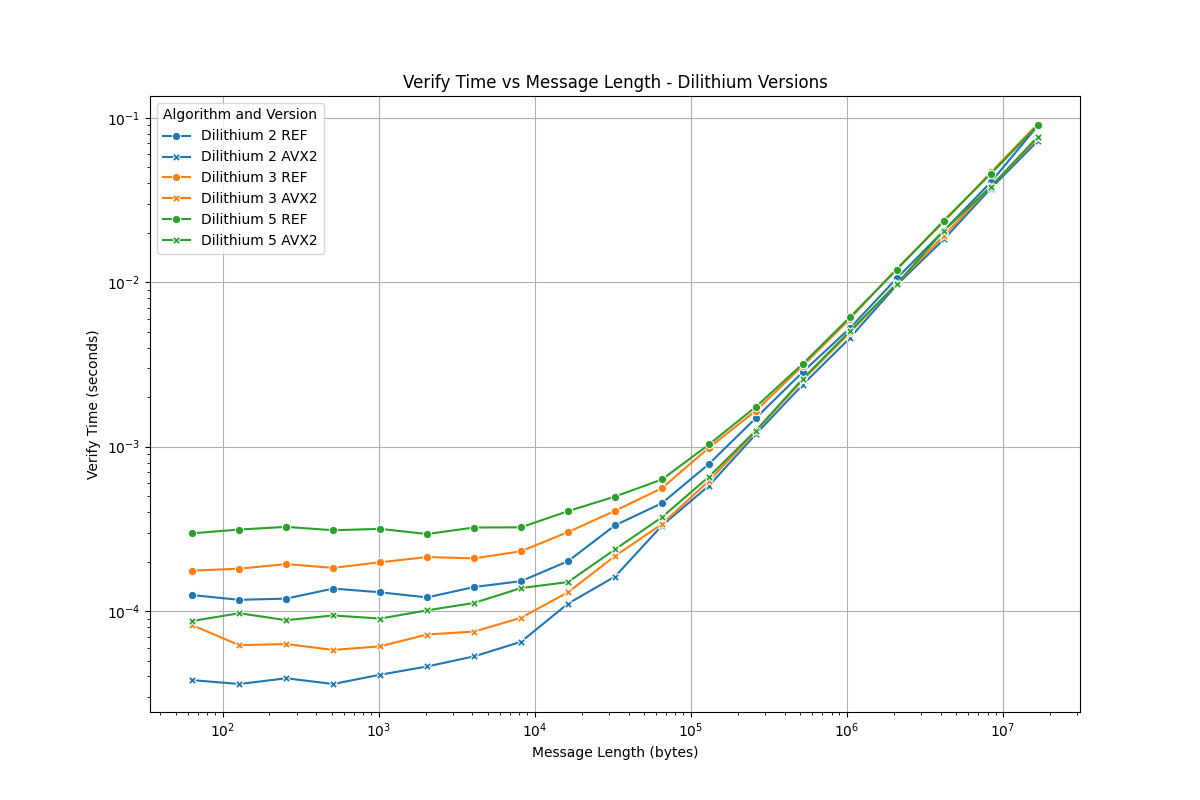 Verify Time vs Message Length - Dilithium Versions
Algorithm and Version
Dilithium 2 REF
Dilithium 2 AVX2
Dilithium 3 REF
Dilithium 3 AVX2
Dilithium 5 REF
Dilithium 5 AVX2
Verify Time (seconds)
10⁻¹
10⁻²
10⁻³
10⁻⁴
10² 10³ 10⁴ 10⁵ 10⁶ 10⁷
Message Length (bytes)